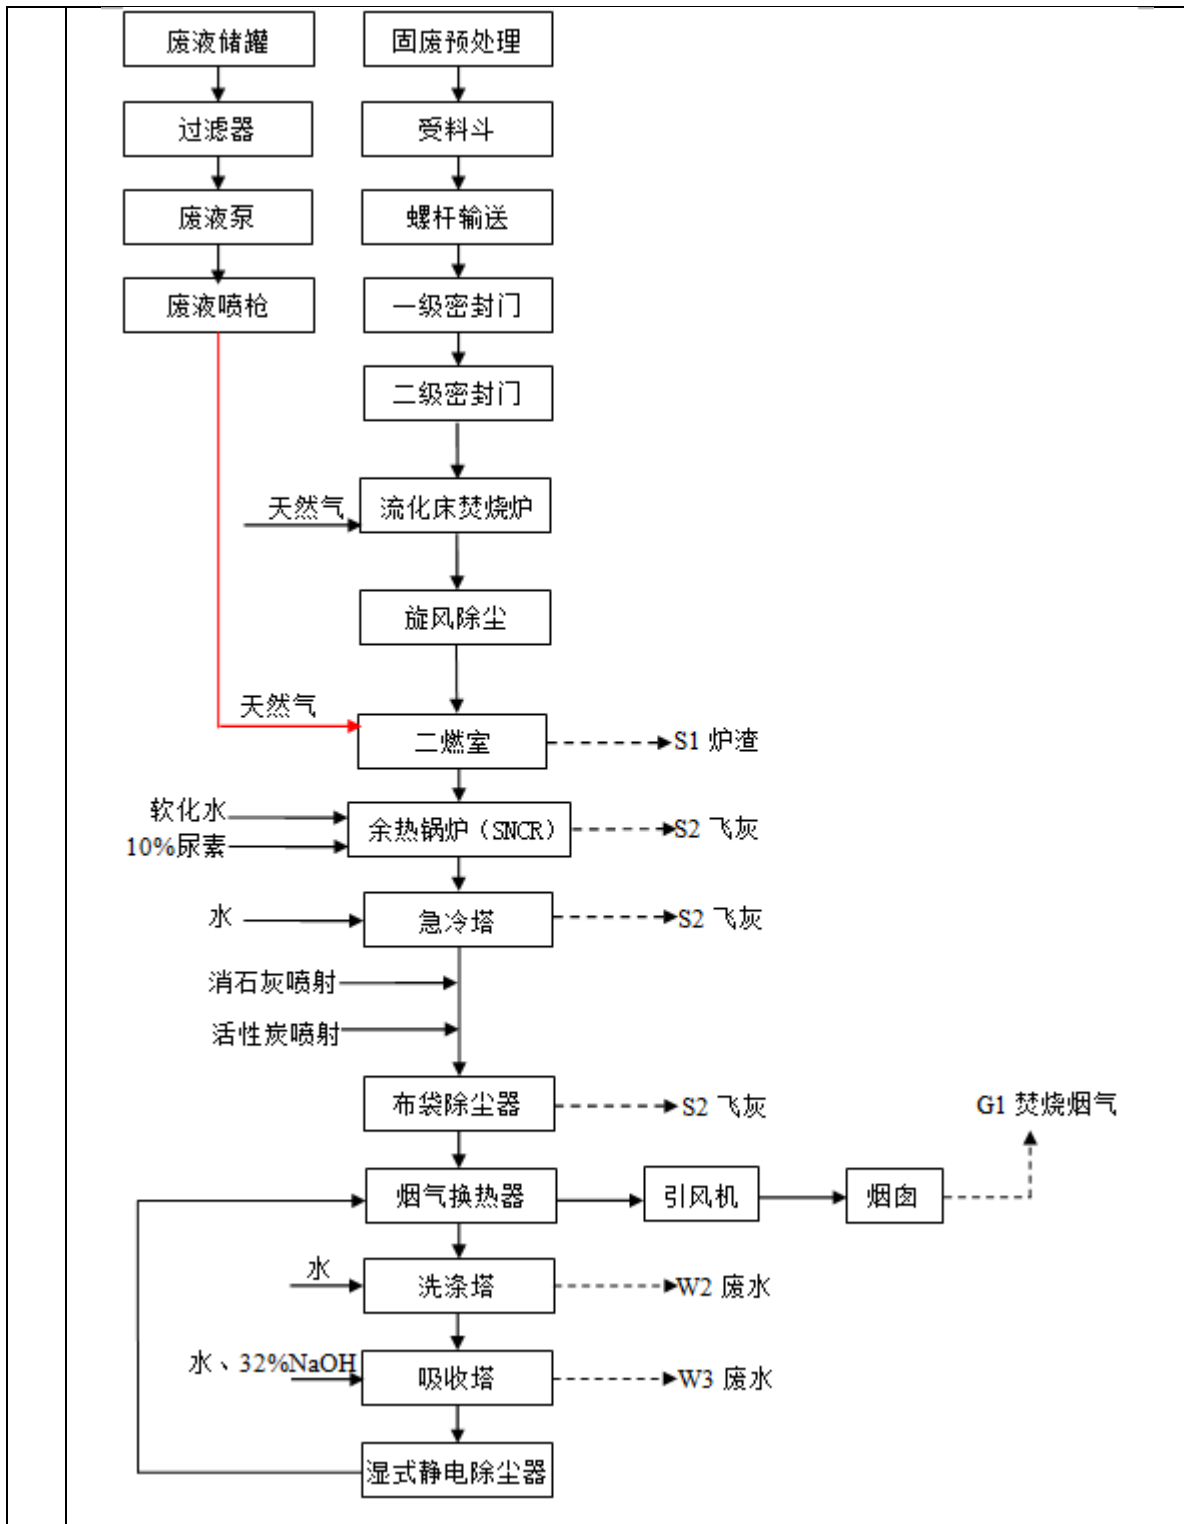 废液储罐
固废预处理
过滤器
受料斗
废液泵
螺杆输送
废液喷枪
一级密封门
二级密封门
天然气
流化床焚烧炉
旋风除尘
天然气
二燃室
S1 炉渣
软化水
10%尿素
余热锅炉（SNCR）
S2 飞灰
水
急冷塔
S2 飞灰
消石灰喷射
活性炭喷射
布袋除尘器
S2 飞灰
G1 焚烧烟气
烟气换热器
引风机
烟囱
水
洗涤塔
W2 废水
水、32%NaOH
吸收塔
W3 废水
湿式静电除尘器